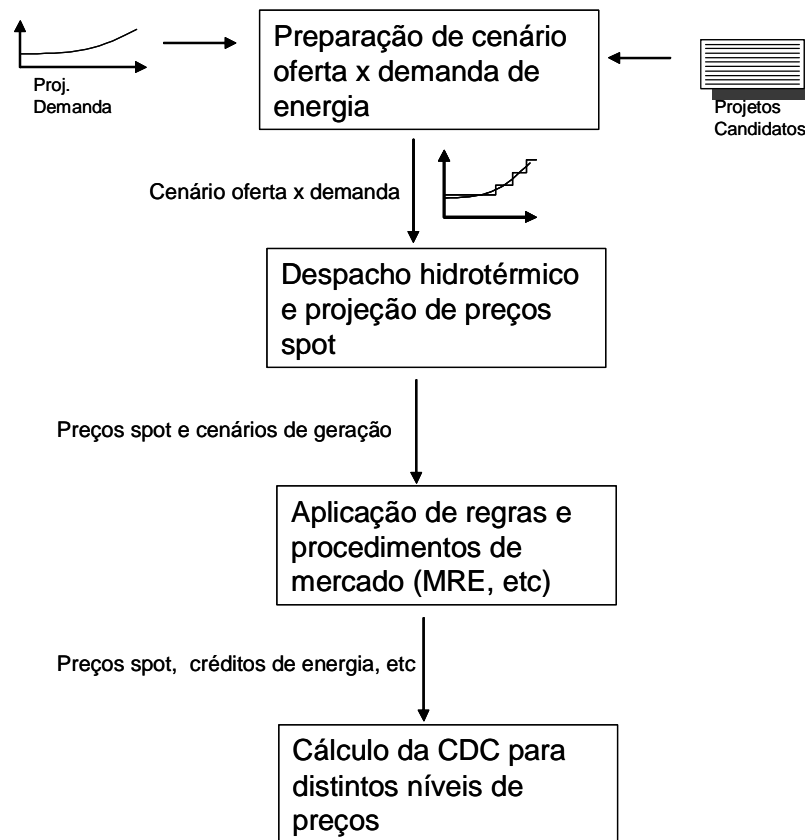 Preparação de cenário
oferta x demanda de
energia
Proj.
Demanda
Projetos
Candidatos
Cenário oferta x demanda
Despacho hidrotérmico
e projeção de preços
spot
Preços spot e cenários de geração
Aplicação de regras e
procedimentos de
mercado (MRE, etc)
Preços spot, créditos de energia, etc
Cálculo da CDC para
distintos níveis de
preços